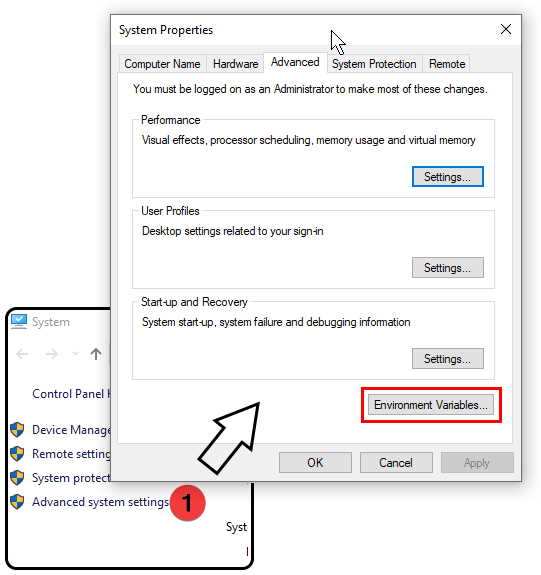 System Properties
Computer Name
Hardware
Advanced
System Protection
Remote
You must be logged on as an Administrator to make most of these changes.
Performance
Visual effects, processor scheduling, memory usage and virtual memory
Settings...
User Profiles
Desktop settings related to your sign-in
Settings...
Start-up and Recovery
System start-up, system failure and debugging information
Settings...
Environment Variables...
OK
Cancel
Apply
System
Control Panel
Device Manage
Remote setting
System protect
Advanced system settings
1
Syst